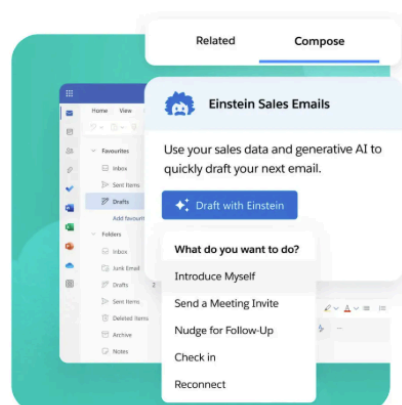 Related
Compose
Einstein Sales Emails
Use your sales data and generative AI to
quickly draft your next email.
Draft with Einstein
What do you want to do?
Introduce Myself
Send a Meeting Invite
Nudge for Follow-Up
Check in
Reconnect
Home View
Favourites
Inbox
Sent Items
Drafts
Add favourit
Folders
Inbox
Junk Email
Drafts
Sent Items
Deleted Items
Archive
Notes